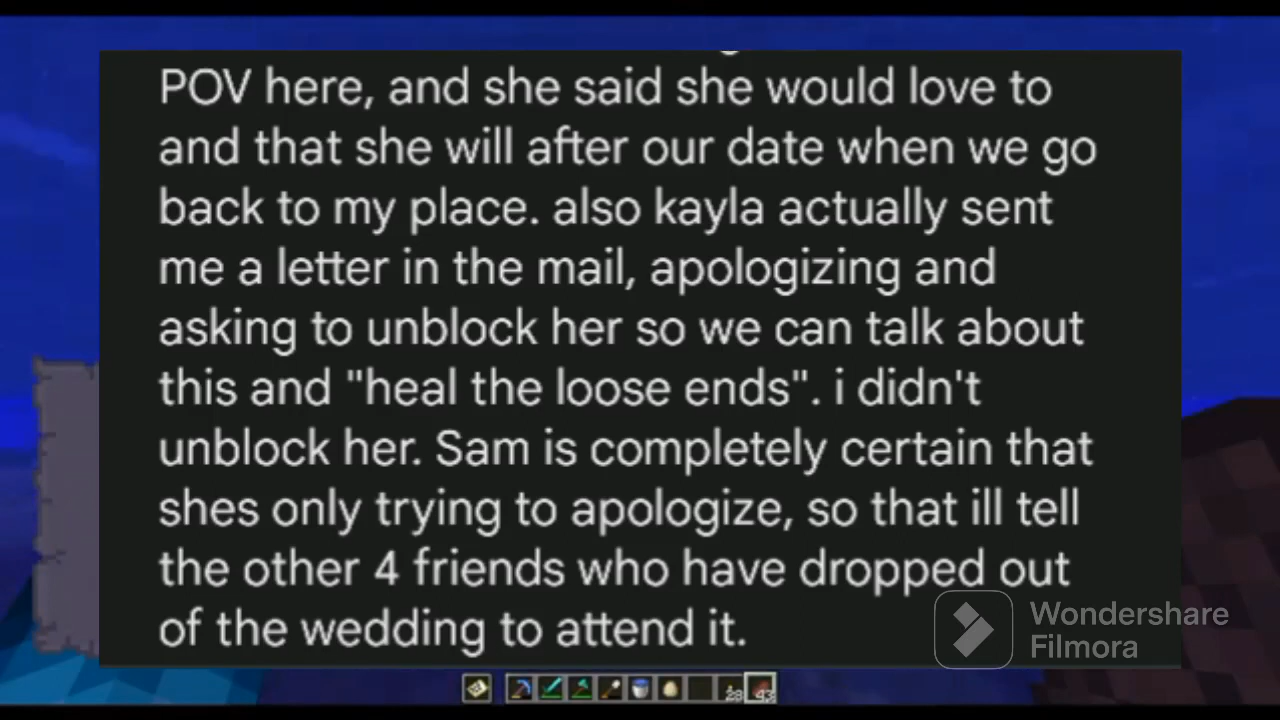 POV here, and she said she would love to
and that she will after our date when we go
back to my place. also kayla actually sent
me a letter in the mail, apologizing and
asking to unblock her so we can talk about
this and "heal the loose ends". i didn't
unblock her. Sam is completely certain that
shes only trying to apologize, so that ill tell
the other 4 friends who have dropped out
of the wedding to attend it.
Wondershare
Filmora
28
43